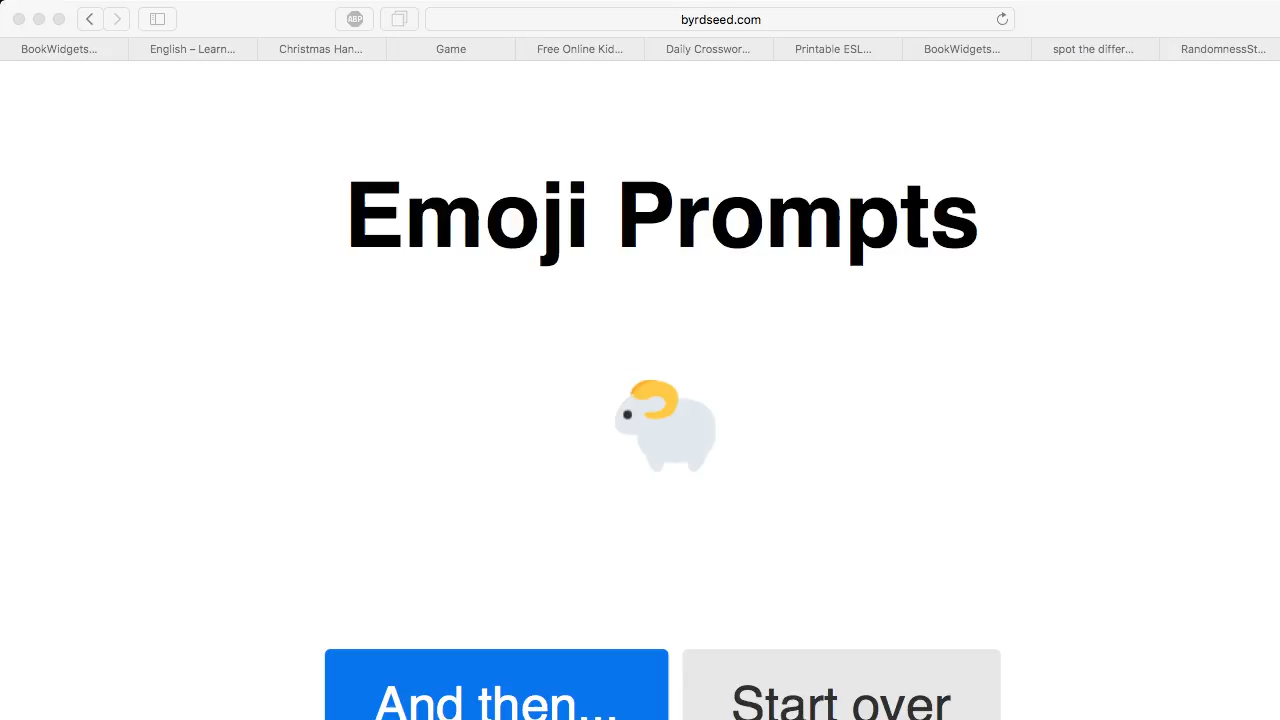 ABP
byrdseed.com
BookWidgets...
English – Learn...
Christmas Han...
Game
Free Online Kid...
Daily Crosswor...
Printable ESL...
BookWidgets...
spot the differ...
RandomnessSt...
Emoji Prompts
And then...
Start over